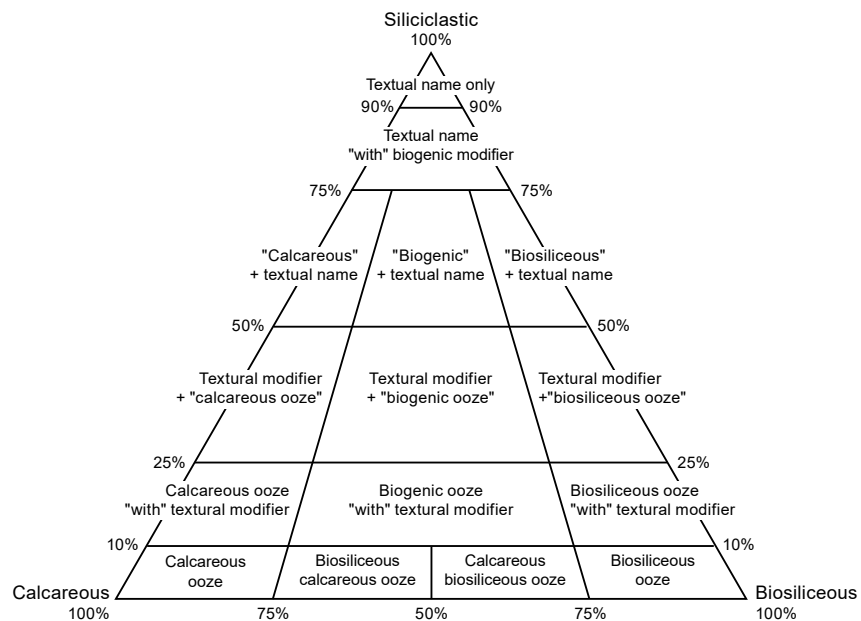 Siliciclastic
100%
Textual name only
90%
90%
Textual name
"with" biogenic modifier
75%
75%
"Calcareous"
+ textual name
"Biogenic"
+ textual name
"Biosiliceous"
+ textual name
50%
50%
Textural modifier
+ "calcareous ooze"
Textural modifier
+ "biogenic ooze"
Textural modifier
+"biosiliceous ooze"
25%
25%
Calcareous ooze
"with" textural modifier
Biogenic ooze
"with" textural modifier
Biosiliceous ooze
"with" textural modifier
10%
10%
Calcareous
ooze
Biosiliceous
calcareous ooze
Calcareous
biosiliceous ooze
Biosiliceous
ooze
Calcareous
100%
75%
50%
75%
Biosiliceous
100%